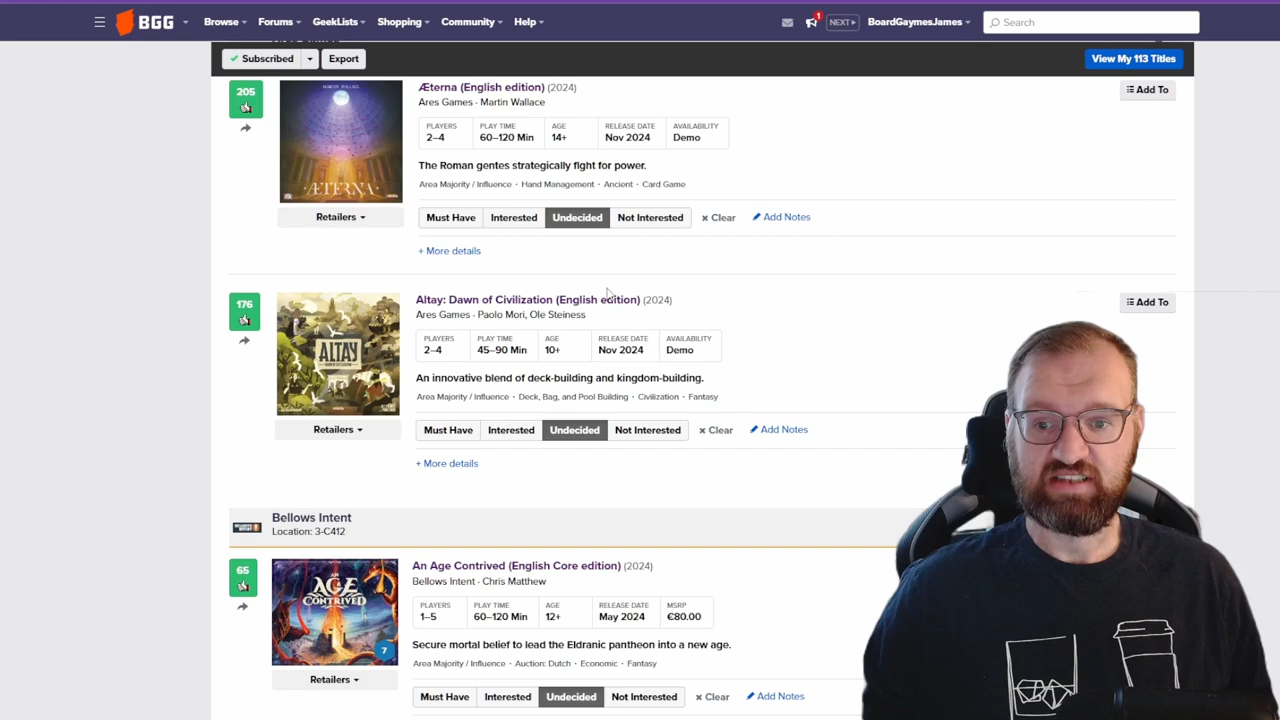 BGG
Browse
Forums
GeekLists
Shopping
Community
Help
1
NEXT
BoardGaymesJames
Search
Subscribed
Export
View My 113 Titles
205
MARTIN WALLACE
ÆTERNA
Retailers
Æterna (English edition) (2024)
Ares Games · Martin Wallace
PLAYERS PLAY TIME AGE RELEASE DATE AVAILABILITY
2–4 60–120 Min 14+ Nov 2024 Demo
The Roman gentes strategically fight for power.
Area Majority / Influence · Hand Management · Ancient · Card Game
Must Have Interested Undecided Not Interested × Clear Add Notes
+ More details
Add To
176
ALTAY
Retailers
Altay: Dawn of Civilization (English edition) (2024)
Ares Games · Paolo Mori, Ole Steiness
PLAYERS PLAY TIME AGE RELEASE DATE AVAILABILITY
2–4 45–90 Min 10+ Nov 2024 Demo
An innovative blend of deck-building and kingdom-building.
Area Majority / Influence · Deck, Bag, and Pool Building · Civilization · Fantasy
Must Have Interested Undecided Not Interested × Clear Add Notes
+ More details
Add To
Bellows Intent
Location: 3-C412
65
AN AGE CONTRIVED
7
Retailers
An Age Contrived (English Core edition) (2024)
Bellows Intent · Chris Matthew
PLAYERS PLAY TIME AGE RELEASE DATE MSRP
1–5 60–120 Min 12+ May 2024 €80.00
Secure mortal belief to lead the Eldranic pantheon into a new age.
Area Majority / Influence · Auction: Dutch · Economic · Fantasy
Must Have Interested Undecided Not Interested × Clear Add Notes